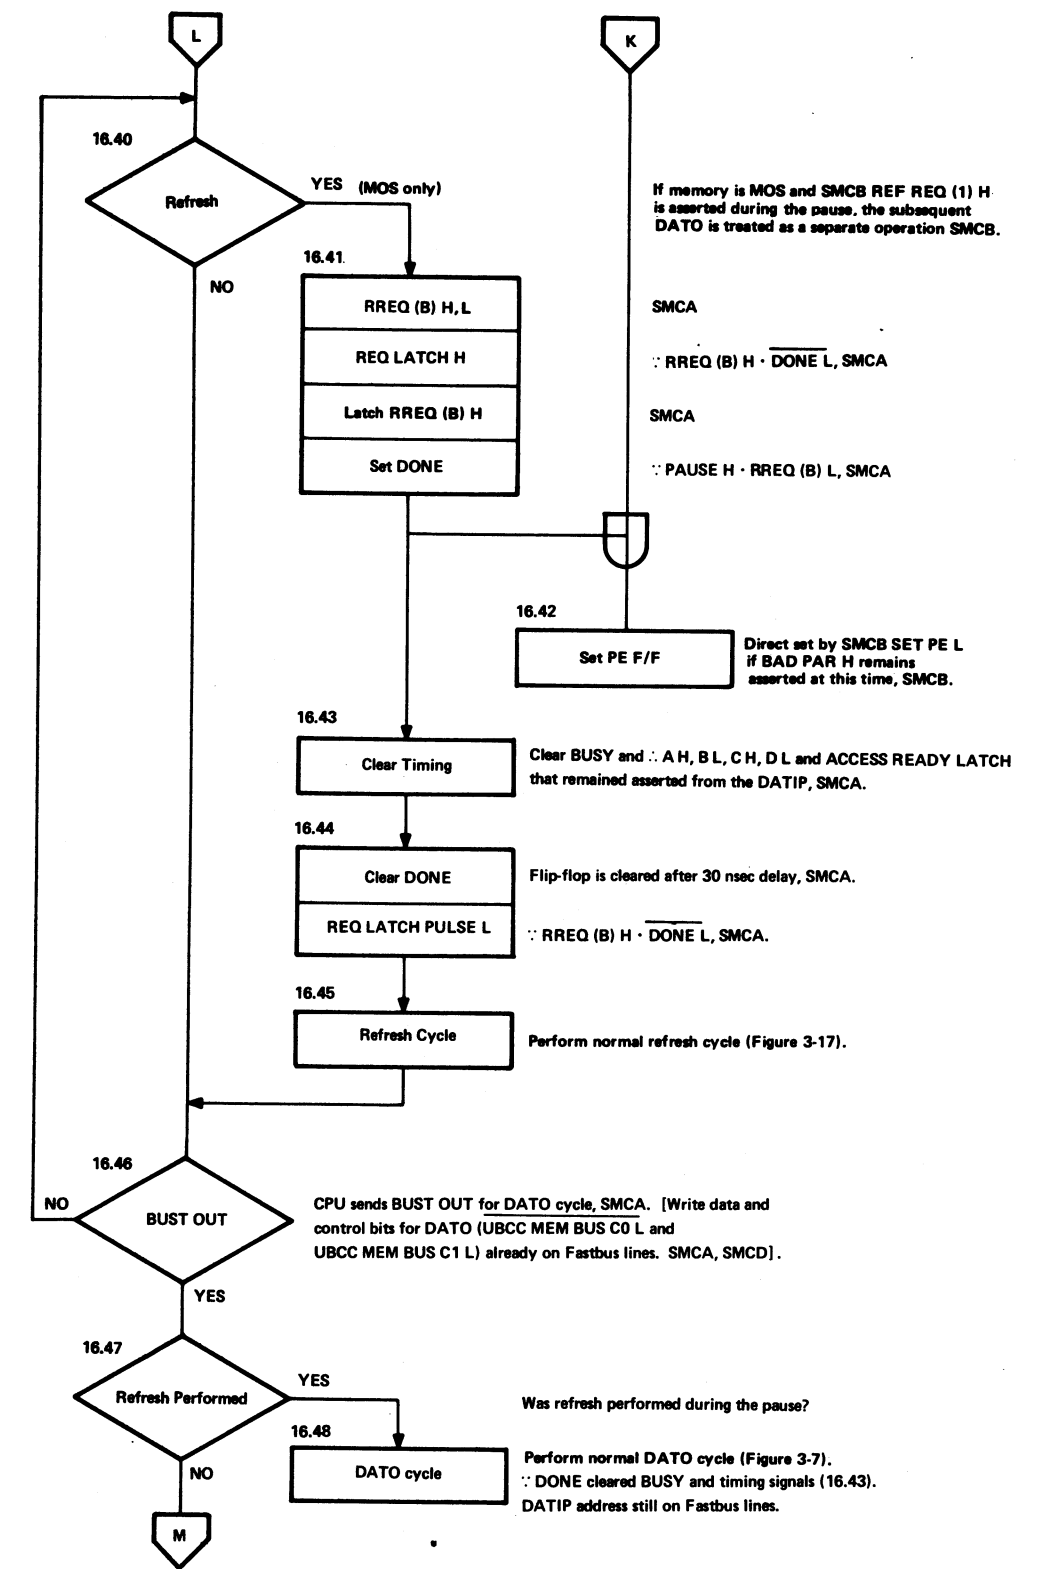 L
K
16.40
Refresh
YES (MOS only)
NO
If memory is MOS and SMCB REF REQ (1) H
is asserted during the pause, the subsequent
DATO is treated as a separate operation SMCB.
16.41
RREQ (B) H, L
SMCA
REQ LATCH H
∵ RREQ (B) H · D̅O̅N̅E̅ L̅, SMCA
Latch RREQ (B) H
SMCA
Set DONE
∵ PAUSE H · RREQ (B) L, SMCA
16.42
Set PE F/F
Direct set by SMCB SET PE L
if BAD PAR H remains
asserted at this time, SMCB.
16.43
Clear Timing
Clear BUSY and ∴ A H, B L, C H, D L and ACCESS READY LATCH
that remained asserted from the DATIP, SMCA.
16.44
Clear DONE
Flip-flop is cleared after 30 nsec delay, SMCA.
REQ LATCH PULSE L
∵ RREQ (B) H · D̅O̅N̅E̅ L, SMCA.
16.45
Refresh Cycle
Perform normal refresh cycle (Figure 3-17).
16.46
NO
BUST OUT
CPU sends BUST OUT for DATO cycle, SMCA. [Write data and
control bits for DATO (U̅B̅C̅C̅ M̅E̅M̅ B̅U̅S̅ C̅0̅ L and
UBCC MEM BUS C1 L) already on Fastbus lines. SMCA, SMCD].
YES
16.47
Refresh Performed
YES
Was refresh performed during the pause?
16.48
DATO cycle
Perform normal DATO cycle (Figure 3-7).
∵ DONE cleared BUSY and timing signals (16.43).
DATIP address still on Fastbus lines.
NO
M